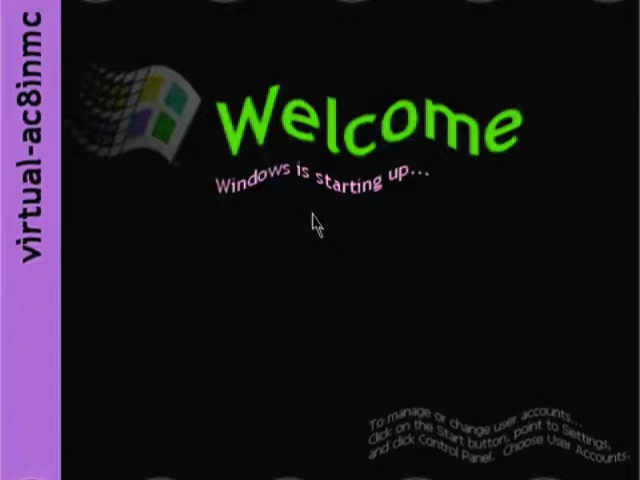 virtual-ac8inmc
Welcome
Windows is starting up...
To manage or change user accounts...
Click on the Start button, point to Settings,
and click Control Panel. Choose User Accounts.